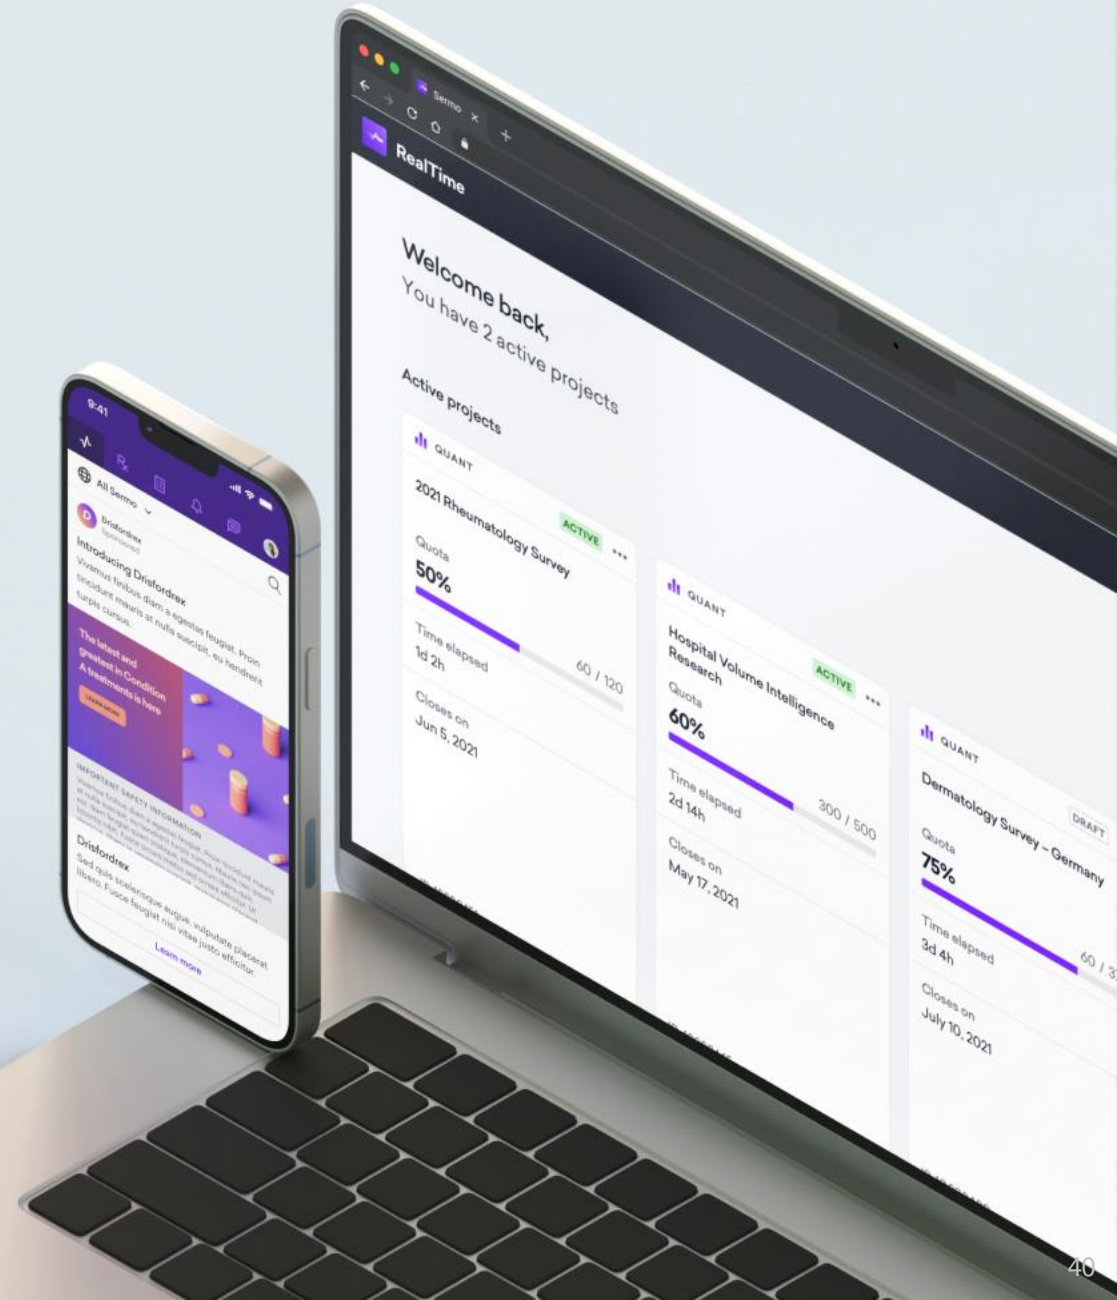 Sermo
RealTime
Welcome back,
You have 2 active projects
Active projects
QUANT
ACTIVE
2021 Rheumatology Survey
Quota
50%
60 / 120
Time elapsed
1d 2h
Closes on
Jun 5, 2021
QUANT
ACTIVE
Hospital Volume Intelligence
Research
Quota
60%
300 / 500
Time elapsed
2d 14h
Closes on
May 17, 2021
QUANT
DRAFT
Dermatology Survey – Germany
Quota
75%
60 / 3
Time elapsed
3d 4h
Closes on
July 10, 2021
9:41
All Sermo
D
Drisfordrex
Sponsored
Introducing Drisfordrex
Vivamus finibus diam a egestas feugiat. Proin
tincidunt mauris at nulla suscipit, eu hendrerit
turpis cursus.
The latest and
greatest in Condition
A treatments is here
LEARN MORE
IMPORTANT SAFETY INFORMATION
Drisfordrex
Sed quis scelerisque augue, vulputate placerat
libero. Fusce feugiat nisi vitae justo efficitur.
Learn more
40